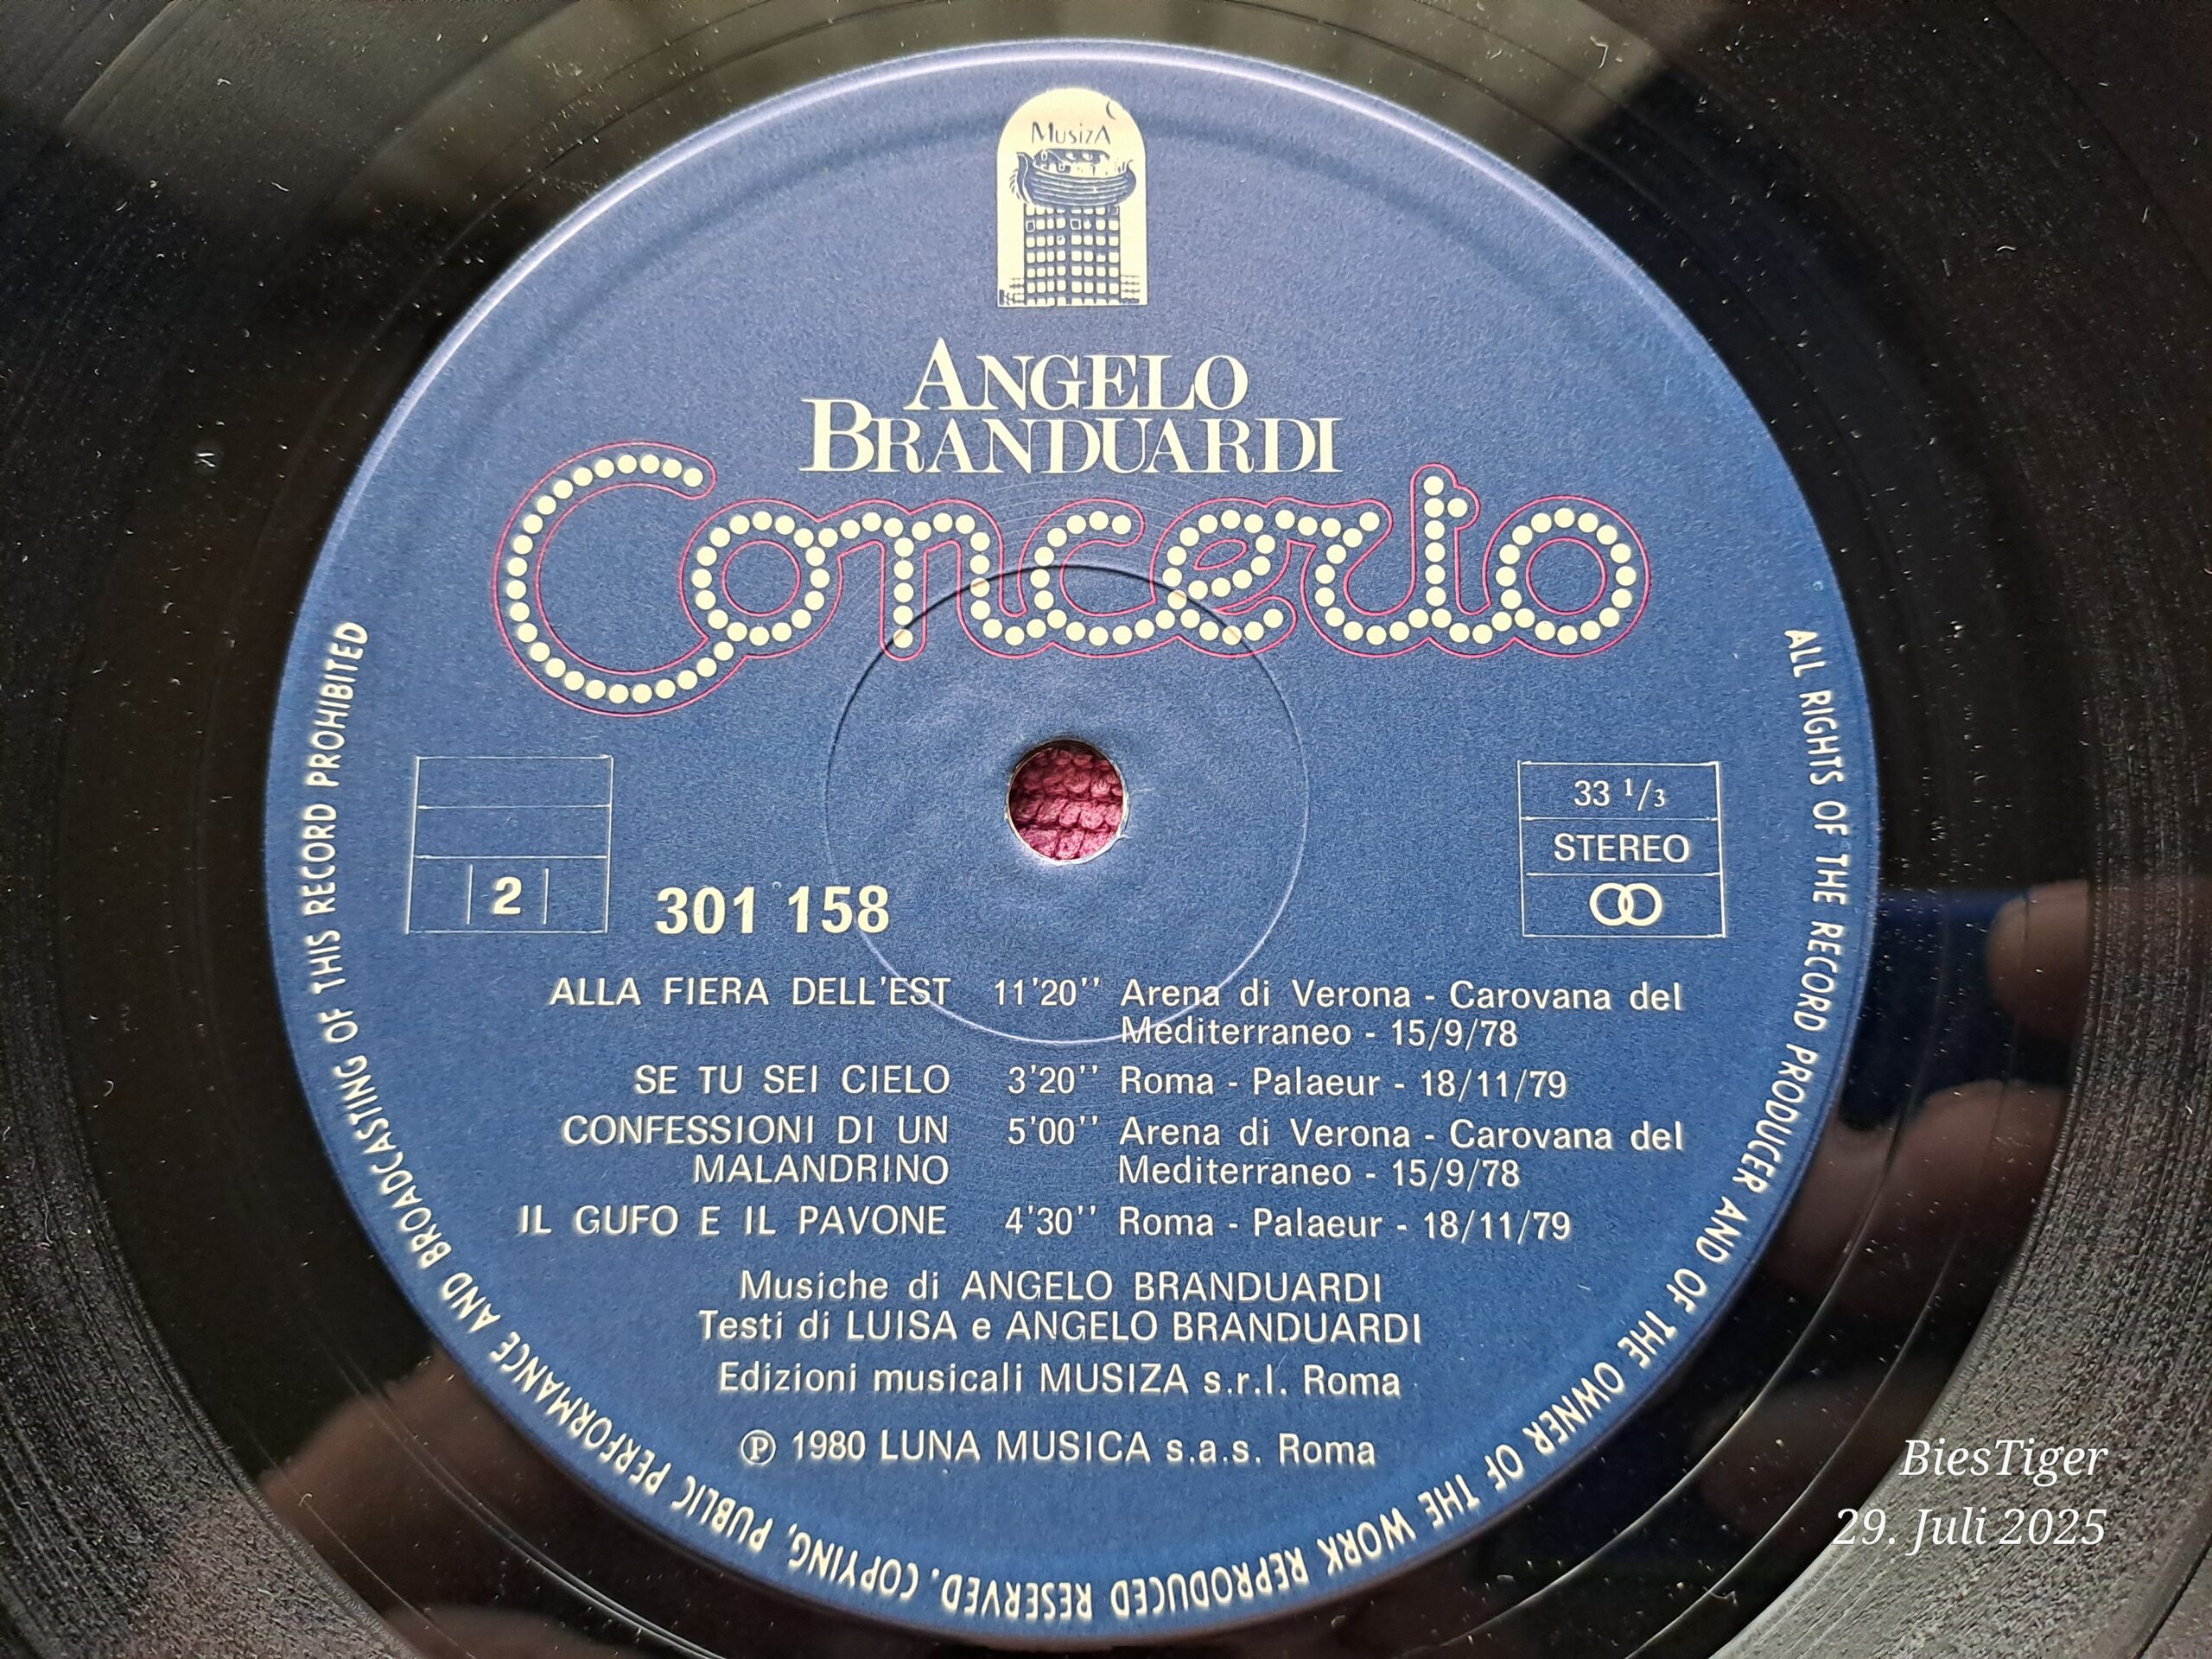 MusizA
ANGELO
BRANDUARDI
Concerto
33 1/3
STEREO
2
301 158
ALLA FIERA DELL'EST 11'20'' Arena di Verona - Carovana del
Mediterraneo - 15/9/78
SE TU SEI CIELO 3'20'' Roma - Palaeur - 18/11/79
CONFESSIONI DI UN 5'00'' Arena di Verona - Carovana del
MALANDRINO Mediterraneo - 15/9/78
IL GUFO E IL PAVONE 4'30'' Roma - Palaeur - 18/11/79
Musiche di ANGELO BRANDUARDI
Testi di LUISA e ANGELO BRANDUARDI
Edizioni musicali MUSIZA s.r.l. Roma
℗ 1980 LUNA MUSICA s.a.s. Roma
ALL RIGHTS OF THE RECORD PRODUCER AND OF THE OWNER OF THE WORK REPRODUCED RESERVED. COPYING, PUBLIC PERFORMANCE AND BROADCASTING OF THIS RECORD PROHIBITED
BiesTiger
29. Juli 2025